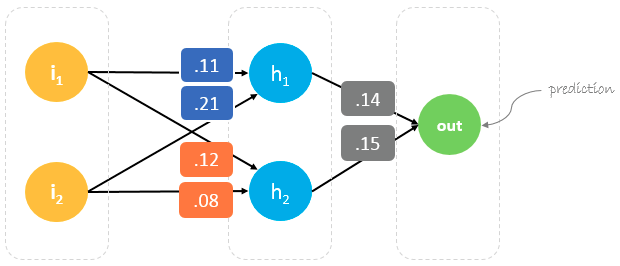 i1
i2
.11
.21
.12
.08
h1
h2
.14
.15
out
prediction